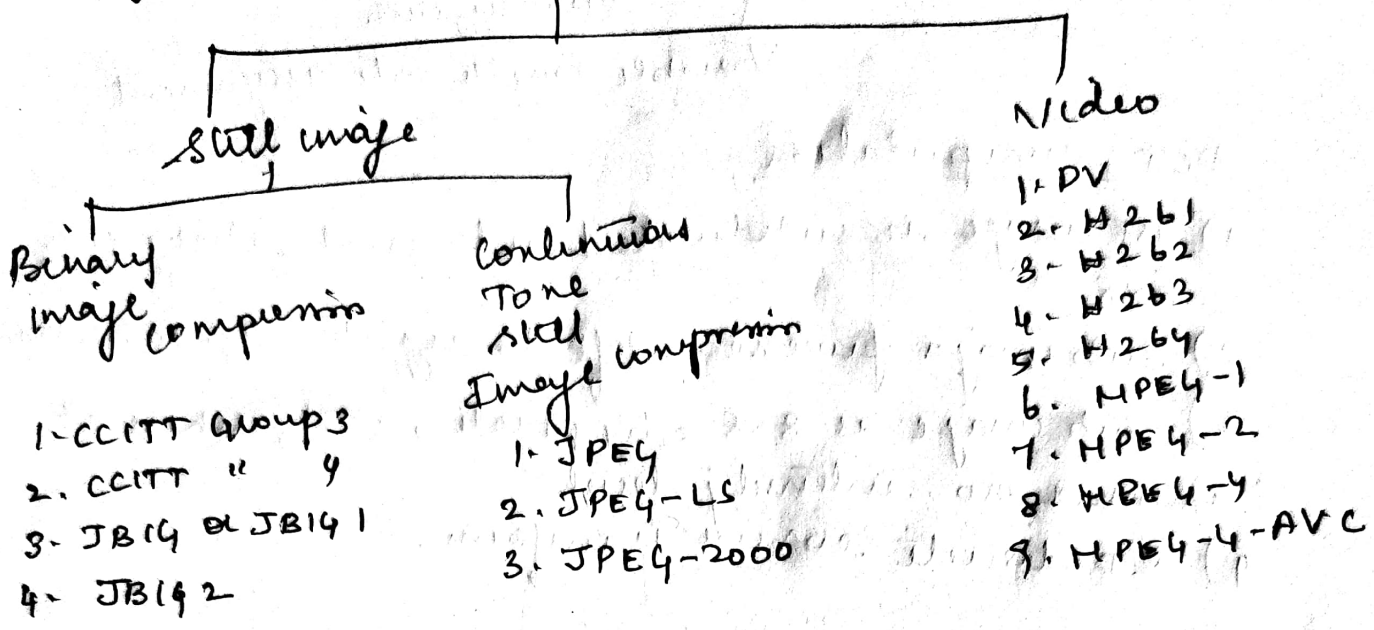 Still image
Video
Binary
image compression
1. CCITT Group 3
2. CCITT " 4
3. JBIG or JBIG 1
4. JBIG 2
Continuous
Tone
Still
Image compression
1. JPEG
2. JPEG-LS
3. JPEG-2000
1. DV
2. H 261
3. H 262
4. H 263
5. H 264
6. MPEG-1
7. MPEG-2
8. MPEG-4
9. MPEG-4-AVC